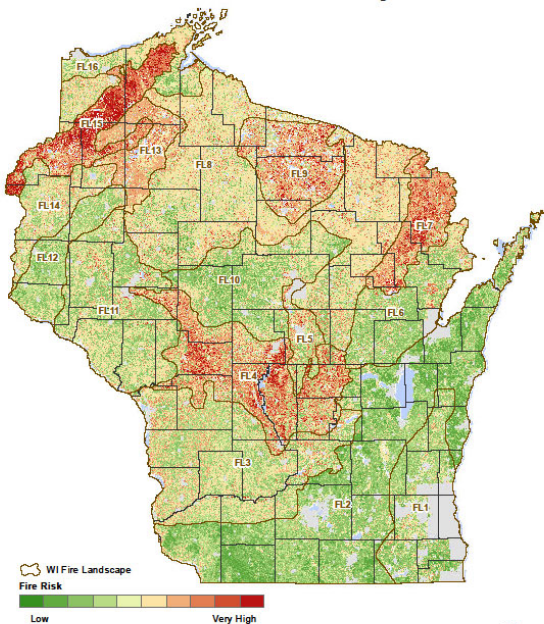 FL16
FL15
FL13
FL8
FL9
FL14
FL7
FL12
FL10
FL11
FL6
FL5
FL4
FL3
FL2
FL1
WI Fire Landscape
Fire Risk
Low Very High